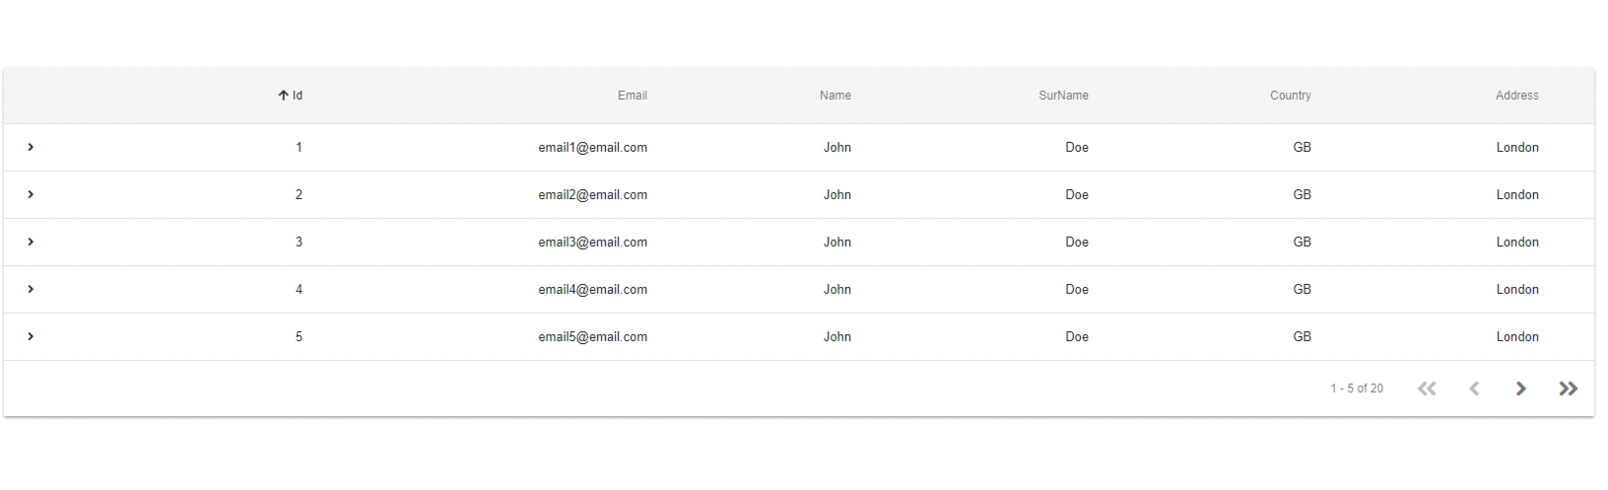 Id Email Name SurName Country Address
1 email1@email.com John Doe GB London
2 email2@email.com John Doe GB London
3 email3@email.com John Doe GB London
4 email4@email.com John Doe GB London
5 email5@email.com John Doe GB London
1 - 5 of 20